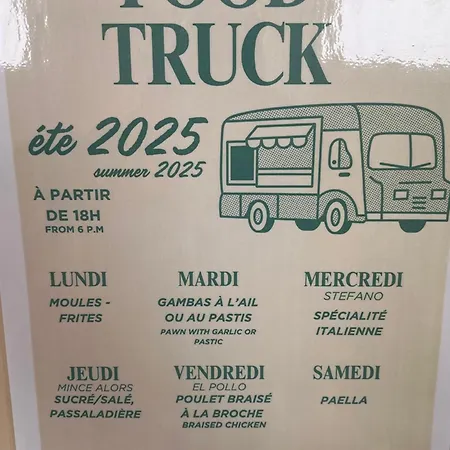 FOOD
TRUCK
été 2025
summer 2025
À PARTIR
DE 18H
FROM 6 P.M
LUNDI
MOULES -
FRITES
MARDI
GAMBAS À L'AIL
OU AU PASTIS
PAWN WITH GARLIC OR
PASTIC
MERCREDI
STEFANO
SPÉCIALITÉ
ITALIENNE
JEUDI
MINCE ALORS
SUCRÉ/SALÉ,
PASSALADIÈRE
VENDREDI
EL POLLO
POULET BRAISÉ
À LA BROCHE
BRAISED CHICKEN
SAMEDI
PAELLA